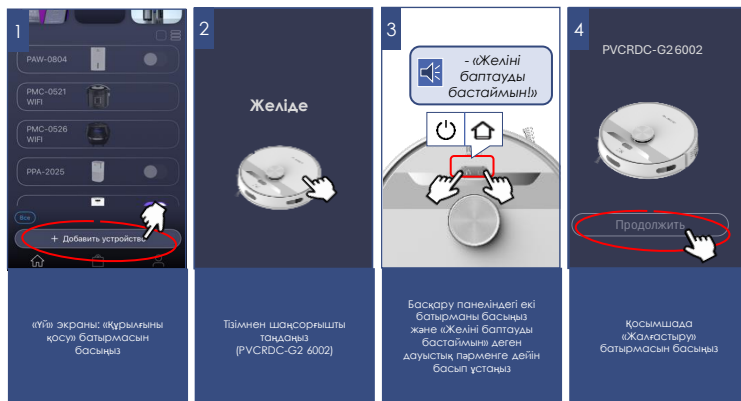 1
PAW-0804
PMC-0521
WIFI
PMC-0526
WIFI
PPA-2025
Все
+ Добавить устройство
«Үй» экраны: «Құрылғыны
қосу» батырмасын
басыңыз
2
Желіде
Тізімнен шаңсорғышты
таңдаңыз
(PVCRDC-G2 6002)
3
- «Желіні
баптауды
бастаймын!»
Басқару панеліндегі екі
батырманы басыңыз
және «Желіні баптауды
бастаймын» деген
дауыстық пәрменге дейін
басып ұстаңыз
4
PVCRDC-G2 6002
Продолжить
Қосымшада
«Жалғастыру»
батырмасын басыңыз